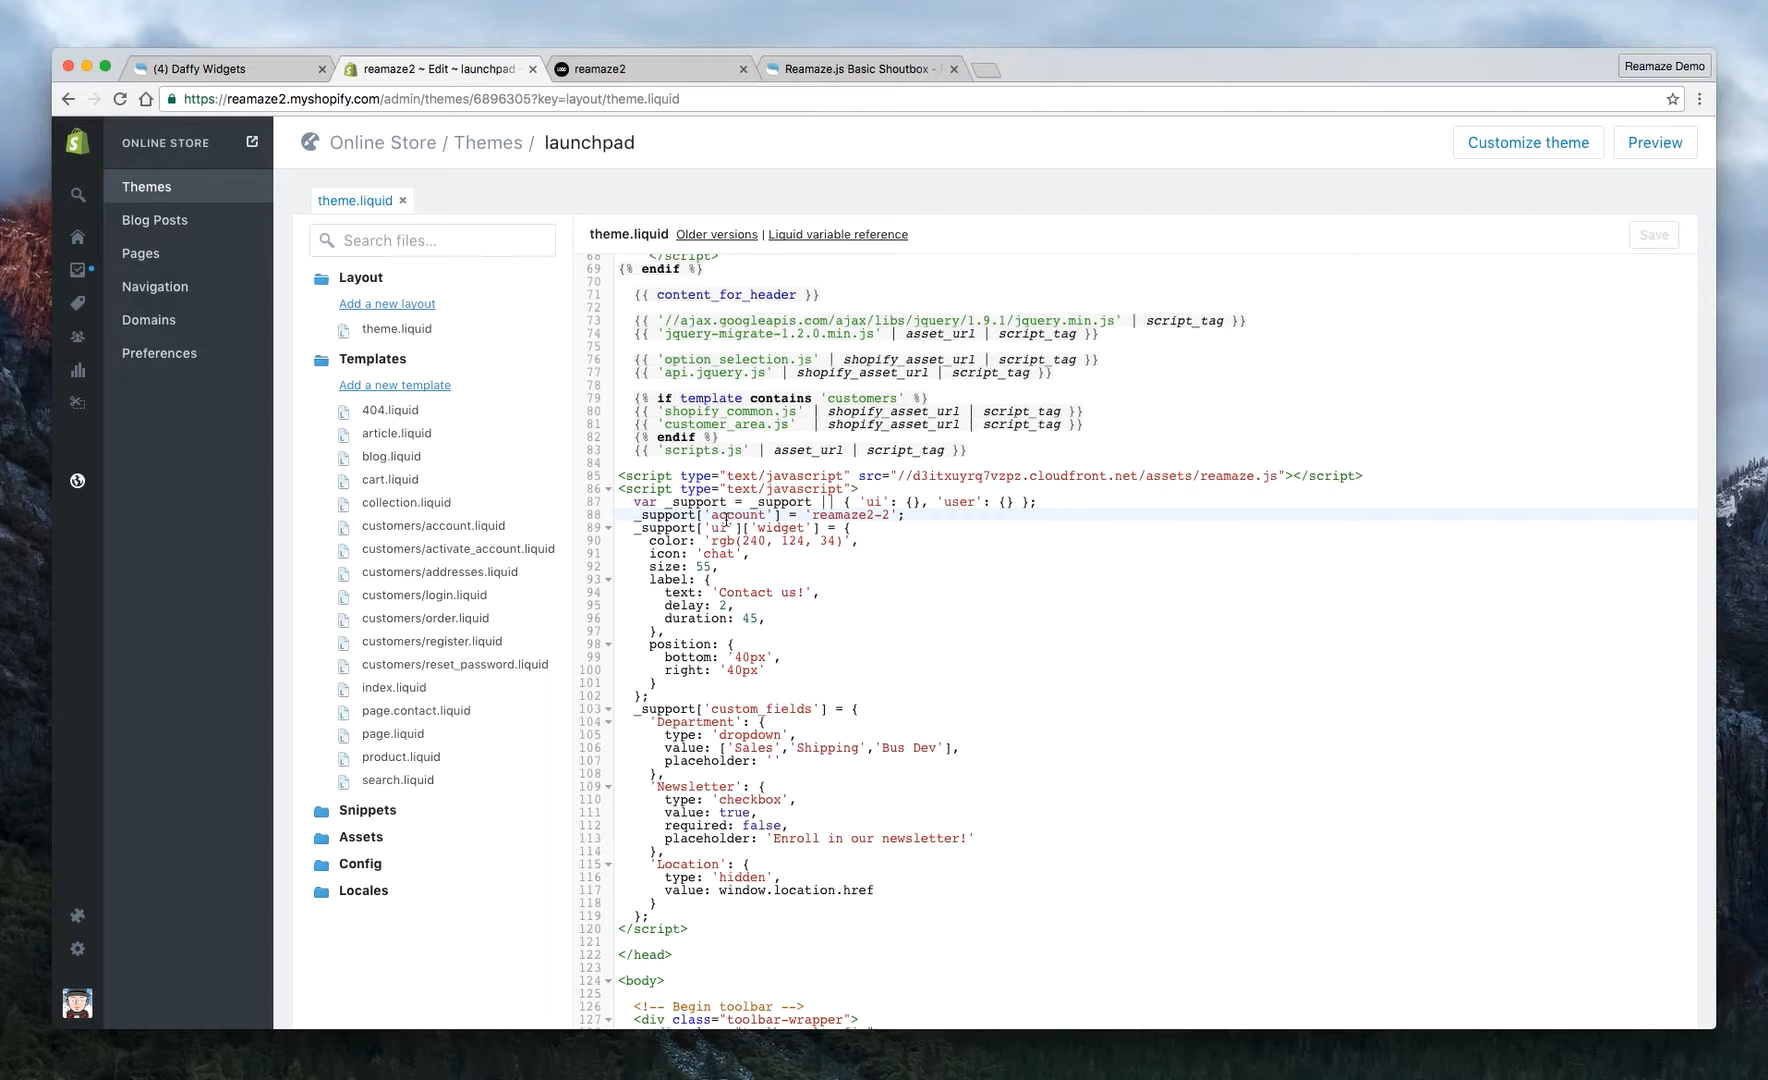 (4) Daffy Widgets
reamaze2 ~ Edit ~ launchpad
reamaze2
Reamaze.js Basic Shoutbox -
Reamaze Demo
https://reamaze2.myshopify.com/admin/themes/6896305?key=layout/theme.liquid
ONLINE STORE
Online Store / Themes / launchpad
Customize theme
Preview
Themes
Blog Posts
Pages
Navigation
Domains
Preferences
theme.liquid ×
Search files...
Layout
Add a new layout
theme.liquid
Templates
Add a new template
404.liquid
article.liquid
blog.liquid
cart.liquid
collection.liquid
customers/account.liquid
customers/activate_account.liquid
customers/addresses.liquid
customers/login.liquid
customers/order.liquid
customers/register.liquid
customers/reset_password.liquid
index.liquid
page.contact.liquid
page.liquid
product.liquid
search.liquid
Snippets
Assets
Config
Locales
theme.liquid Older versions | Liquid variable reference
Save
68 </script>
69 {% endif %}
70
71 {{ content_for_header }}
72
73 {{ '//ajax.googleapis.com/ajax/libs/jquery/1.9.1/jquery.min.js' | script_tag }}
74 {{ 'jquery-migrate-1.2.0.min.js' | asset_url | script_tag }}
75
76 {{ 'option_selection.js' | shopify_asset_url | script_tag }}
77 {{ 'api.jquery.js' | shopify_asset_url | script_tag }}
78
79 {% if template contains 'customers' %}
80 {{ 'shopify_common.js' | shopify_asset_url | script_tag }}
81 {{ 'customer_area.js' | shopify_asset_url | script_tag }}
82 {% endif %}
83 {{ 'scripts.js' | asset_url | script_tag }}
84
85 <script type="text/javascript" src="//d3itxuyrq7vzpz.cloudfront.net/assets/reamaze.js"></script>
86 <script type="text/javascript">
87 var _support = _support || { 'ui': {}, 'user': {} };
88 _support['account'] = 'reamaze2-2';
89 _support['ui']['widget'] = {
90 color: 'rgb(240, 124, 34)',
91 icon: 'chat',
92 size: 55,
93 label: {
94 text: 'Contact us!',
95 delay: 2,
96 duration: 45,
97 },
98 position: {
99 bottom: '40px',
100 right: '40px'
101 }
102 };
103 _support['custom_fields'] = {
104 'Department': {
105 type: 'dropdown',
106 value: ['Sales','Shipping','Bus Dev'],
107 placeholder: ''
108 },
109 'Newsletter': {
110 type: 'checkbox',
111 value: true,
112 required: false,
113 placeholder: 'Enroll in our newsletter!'
114 },
115 'Location': {
116 type: 'hidden',
117 value: window.location.href
118 }
119 };
120 </script>
121
122 </head>
123
124 <body>
125
126 <!-- Begin toolbar -->
127 <div class="toolbar-wrapper">